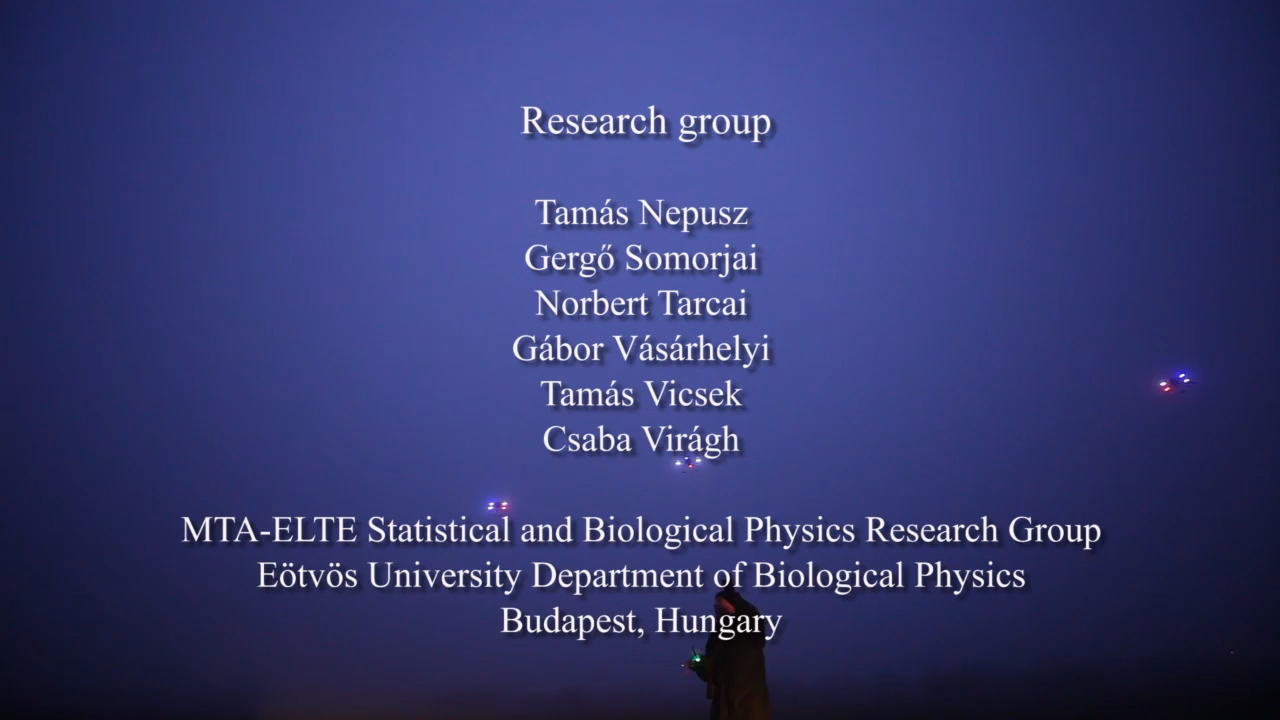 Research group
Tamás Nepusz
Gergő Somorjai
Norbert Tarcai
Gábor Vásárhelyi
Tamás Vicsek
Csaba Virágh
MTA-ELTE Statistical and Biological Physics Research Group
Eötvös University Department of Biological Physics
Budapest, Hungary